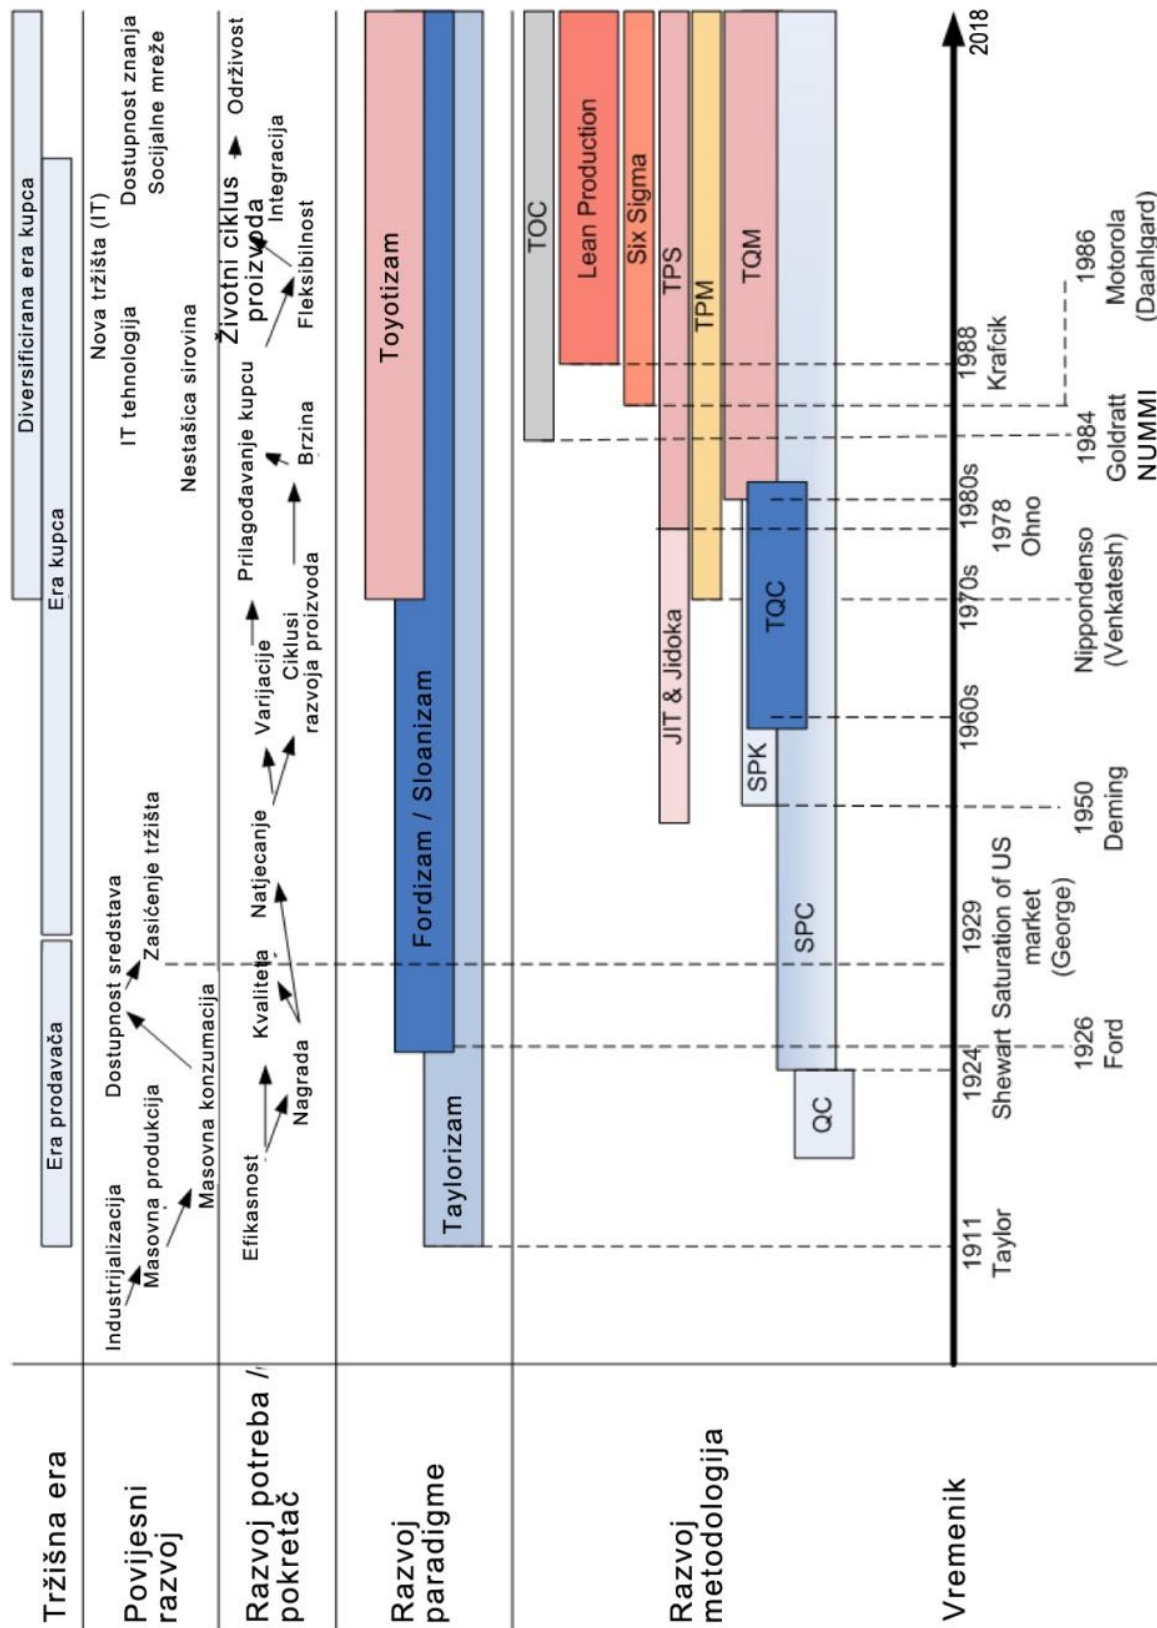 Tržišna era
Era prodavača
Era kupca
Diversificirana era kupca
Povijesni
razvoj
Industrijalizacija
Masovna produkcija
Masovna konzumacija
Dostupnost sredstava
Zasićenje tržišta
Nestašica sirovina
IT tehnologija
Nova tržišta (IT)
Dostupnost znanja
Socijalne mreže
Razvoj potreba /
pokretač
Efikasnost
Nagrada
Kvaliteta
Natjecanje
Varijacije
Ciklusi
razvoja proizvoda
Prilagođavanje kupcu
Brzina
Životni ciklus
proizvoda
Fleksibilnost
Integracija
Održivost
Razvoj
paradigme
Taylorizam
Fordizam / Sloanizam
Toyotizam
Razvoj
metodologija
TOC
Lean Production
Six Sigma
JIT & Jidoka
TPS
TPM
SPK
TQC
TQM
SPC
QC
Vremenik
1911
Taylor
1924
Shewart
1926
Ford
1929
Saturation of US
market
(George)
1950
Deming
1960s
1970s
Nippondenso
(Venkatesh)
1978
Ohno
1980s
1984
Goldratt
NUMMI
1988
Krafcik
1986
Motorola
(Daahlgard)
2018